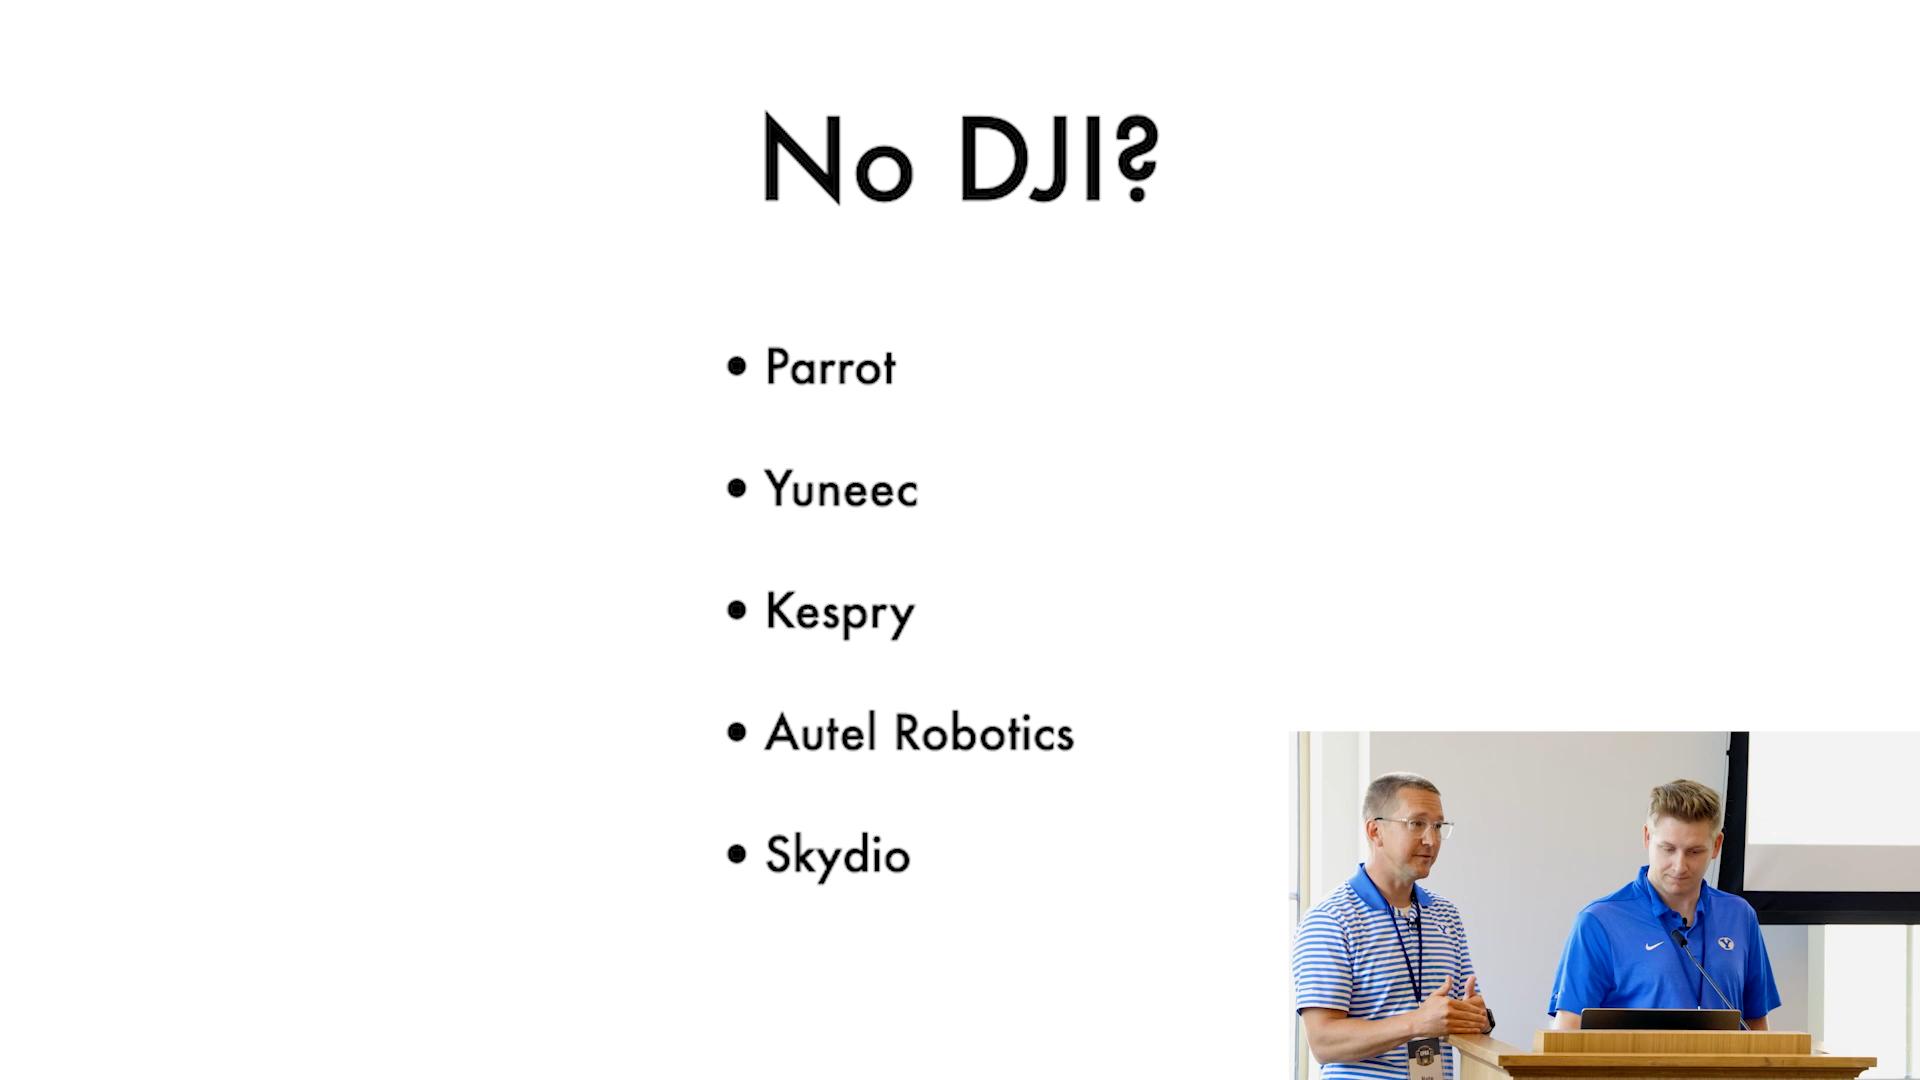 No DJI?
• Parrot
• Yuneec
• Kespry
• Autel Robotics
• Skydio
Y
Y